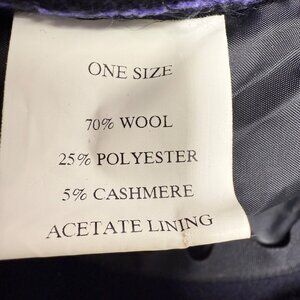 ONE SIZE
70% WOOL
25% POLYESTER
5% CASHMERE
ACETATE LINING